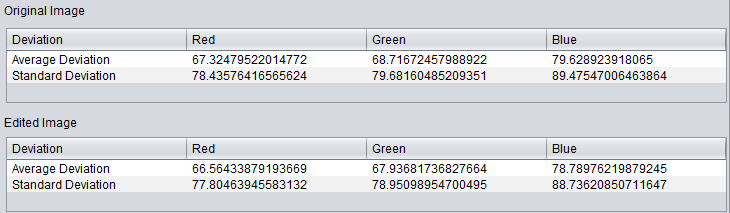 Original Image
Deviation Red Green Blue
Average Deviation 67.32479522014772 68.71672457988922 79.628923918065
Standard Deviation 78.43576416565624 79.68160485209351 89.47547006463864
Edited Image
Deviation Red Green Blue
Average Deviation 66.56433879193669 67.93681736827664 78.78976219879245
Standard Deviation 77.80463945583132 78.95098954700495 88.73620850711647